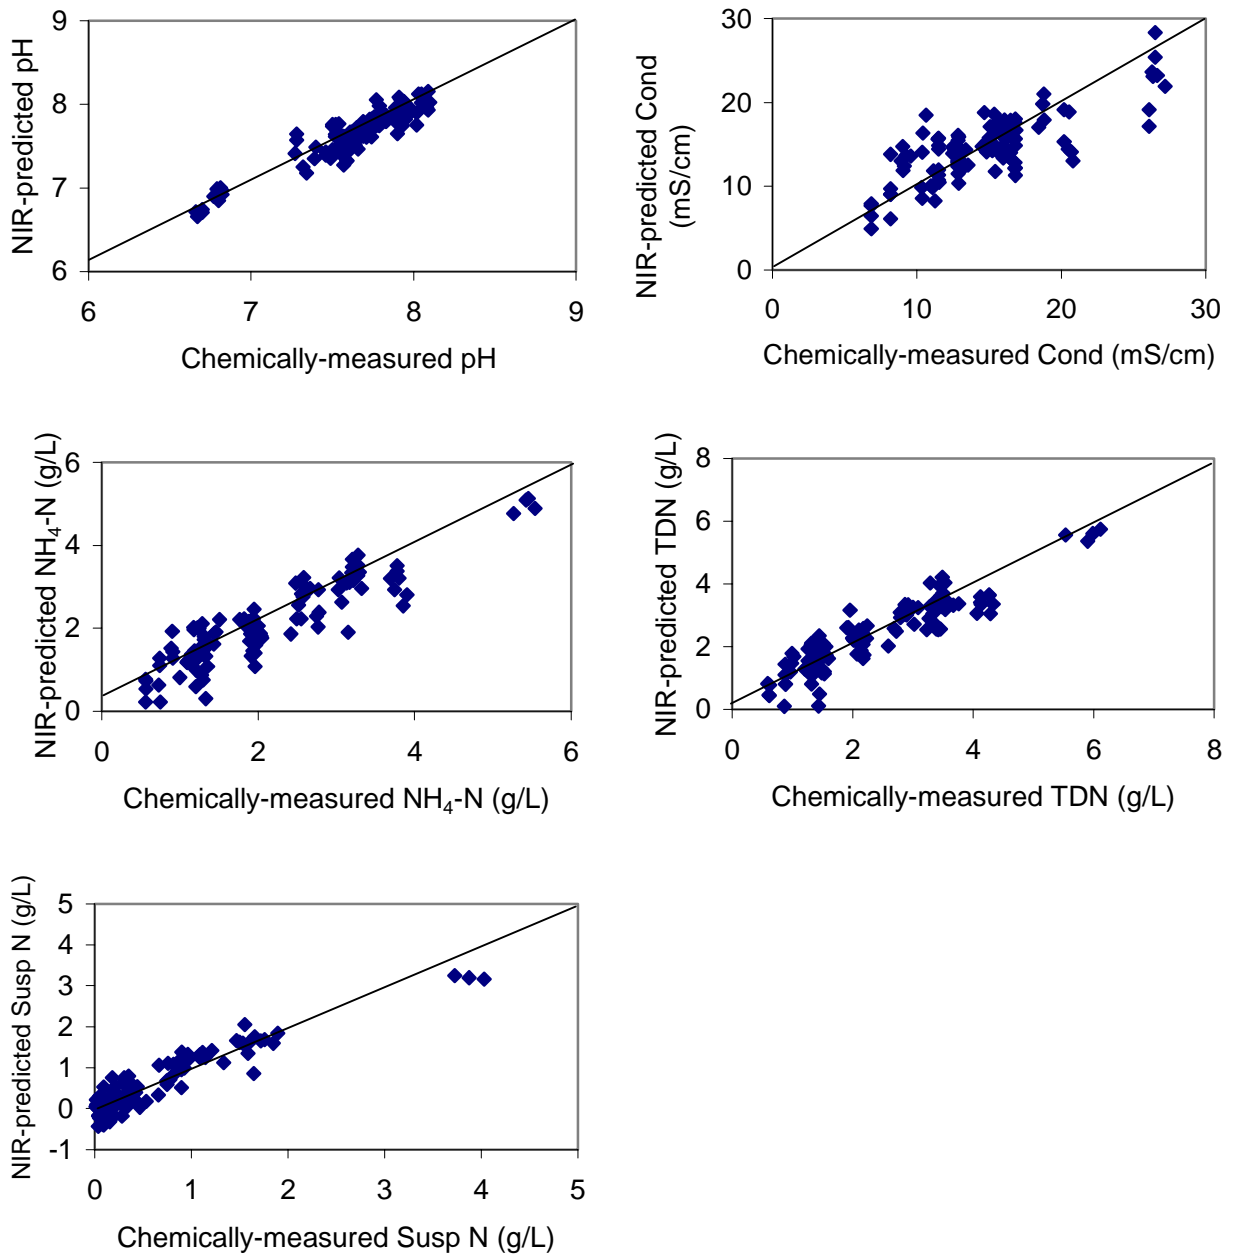 NIR-predicted pH
9
8
7
6
6 7 8 9
Chemically-measured pH
NIR-predicted Cond
(mS/cm)
30
20
10
0
0 10 20 30
Chemically-measured Cond (mS/cm)
NIR-predicted NH₄-N (g/L)
6
4
2
0
0 2 4 6
Chemically-measured NH₄-N (g/L)
NIR-predicted TDN (g/L)
8
6
4
2
0
0 2 4 6 8
Chemically-measured TDN (g/L)
NIR-predicted Susp N (g/L)
5
4
3
2
1
0
-1
0 1 2 3 4 5
Chemically-measured Susp N (g/L)